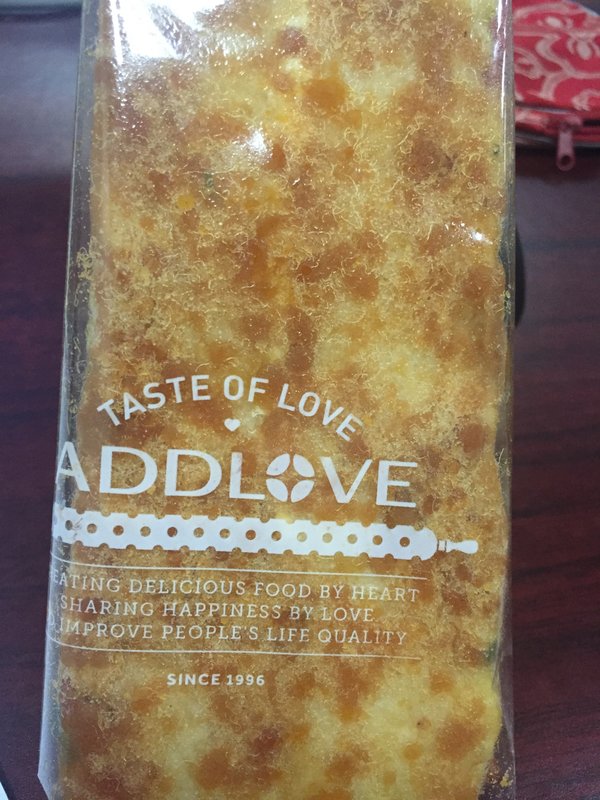 TASTE OF LOVE
ADDLOVE
EATING DELICIOUS FOOD BY HEART
SHARING HAPPINESS BY LOVE
IMPROVE PEOPLE'S LIFE QUALITY
SINCE 1996